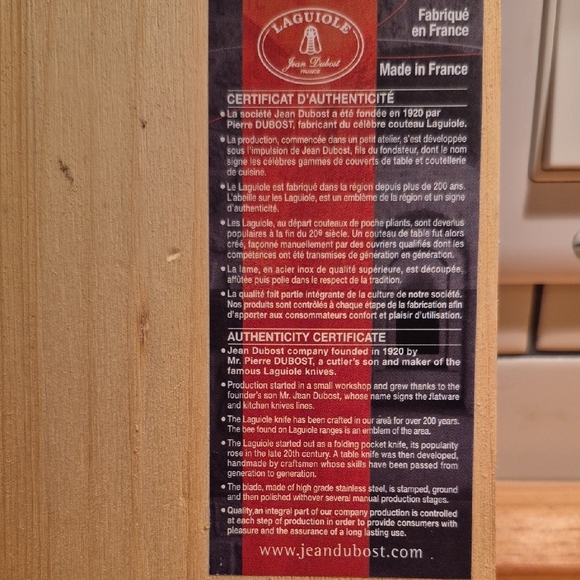 LAGUIOLE
Jean Dubost
FRANCE
Fabriqué
en France
Made in France
CERTIFICAT D'AUTHENTICITÉ
• La société Jean Dubost a été fondée en 1920 par
Pierre DUBOST, fabricant du célèbre couteau Laguiole.
• La production, commencée dans un petit atelier, s'est développée
sous l'impulsion de Jean Dubost, fils du fondateur, dont le nom
signe les célèbres gammes de couverts de table et coutellerie
de cuisine.
• Le Laguiole est fabriqué dans la région depuis plus de 200 ans.
L'abeille sur les Laguiole, est un emblème de la région et un signe
d'authenticité.
• Les Laguiole, au départ couteaux de poche pliants, sont devenus
populaires à la fin du 20e siècle. Un couteau de table fut alors
créé, façonné manuellement par des ouvriers qualifiés dont les
compétences ont été transmises de génération en génération.
• La lame, en acier inox de qualité supérieure, est découpée,
affûtée puis polie dans le respect de la tradition.
• La qualité fait partie intégrante de la culture de notre société.
Nos produits sont contrôlés à chaque étape de la fabrication afin
d'apporter aux consommateurs confort et plaisir d'utilisation.
AUTHENTICITY CERTIFICATE
• Jean Dubost company founded in 1920 by
Mr. Pierre DUBOST, a cutler's son and maker of the
famous Laguiole knives.
• Production started in a small workshop and grew thanks to the
founder's son Mr. Jean Dubost, whose name signs the flatware
and kitchen knives lines.
• The Laguiole knife has been crafted in our area for over 200 years.
The bee found on Laguiole ranges is an emblem of the area.
• The Laguiole started out as a folding pocket knife, its popularity
rose in the late 20th century. A table knife was then developed,
handmade by craftsmen whose skills have been passed from
generation to generation.
• The blade, made of high grade stainless steel, is stamped, ground
and then polished withover several manual production stages.
• Quality,an integral part of our company production is controlled
at each step of production in order to provide consumers with
pleasure and the assurance of a long lasting use.
www.jeandubost.com